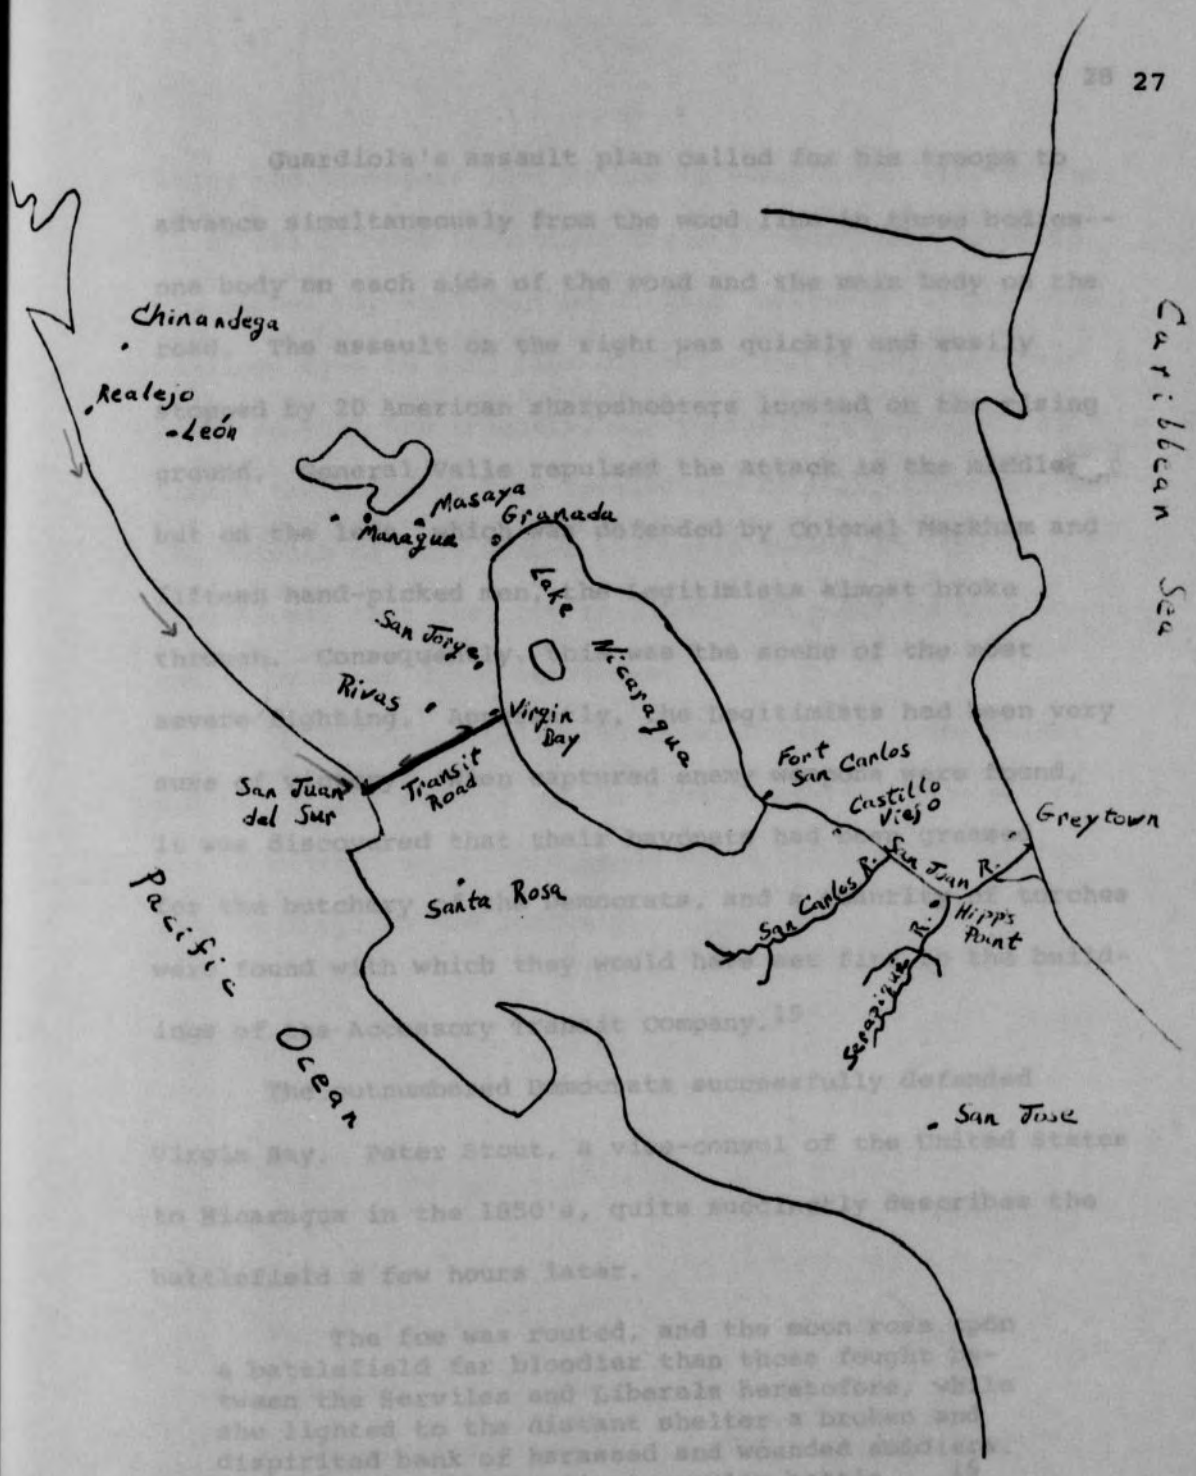 28 27
Guardiola's assault plan called for his troops to
advance simeltaneously from the wood line in three bodies--
one body on each side of the road and the main body on the
road. The assault on the right was quickly and easily
stopped by 20 American sharpshooters located on the rising
ground. General Valle repulsed the attack in the middle
but on the left, which was defended by Colonel Markham and
fifteen hand-picked men, the Legitimists almost broke
through. Consequently, this was the scene of the most
severe fighting. Apparently, the Legitimists had been very
sure of when captured enemy weapons were found,
it was discovered that their bayonets had been greased
for the butchery of the Democrats, and a quantity of torches
were found with which they would have set fire to the build-
ings of the Accessory Transit Company.15
The outnumbered Democrats successfully defended
Virgin Bay. Peter Stout, a vice-consul of the United States
to Nicaragua in the 1850's, quite succinctly describes the
battlefield a few hours later.
The foe was routed, and the moon rose upon
a batelefield far bloodier than those fought be-
tween the Serviles and Liberals heretofore, while
she lighted to the distant shelter a broken and
dispirited bank of harassed and wounded soldiers.
Chinandega
Realejo
León
Masaya
Granada
Managua
Lake
Nicaragua
San Jorge
Rivas
Virgin
Bay
Transit
Road
San Juan
del Sur
Fort
San Carlos
Castillo
Viejo
Greytown
San Juan R.
San Carlos R.
Hipp's
Point
Serapiqui R.
Santa Rosa
San Jose
Pacific
Ocean
Caribbean Sea